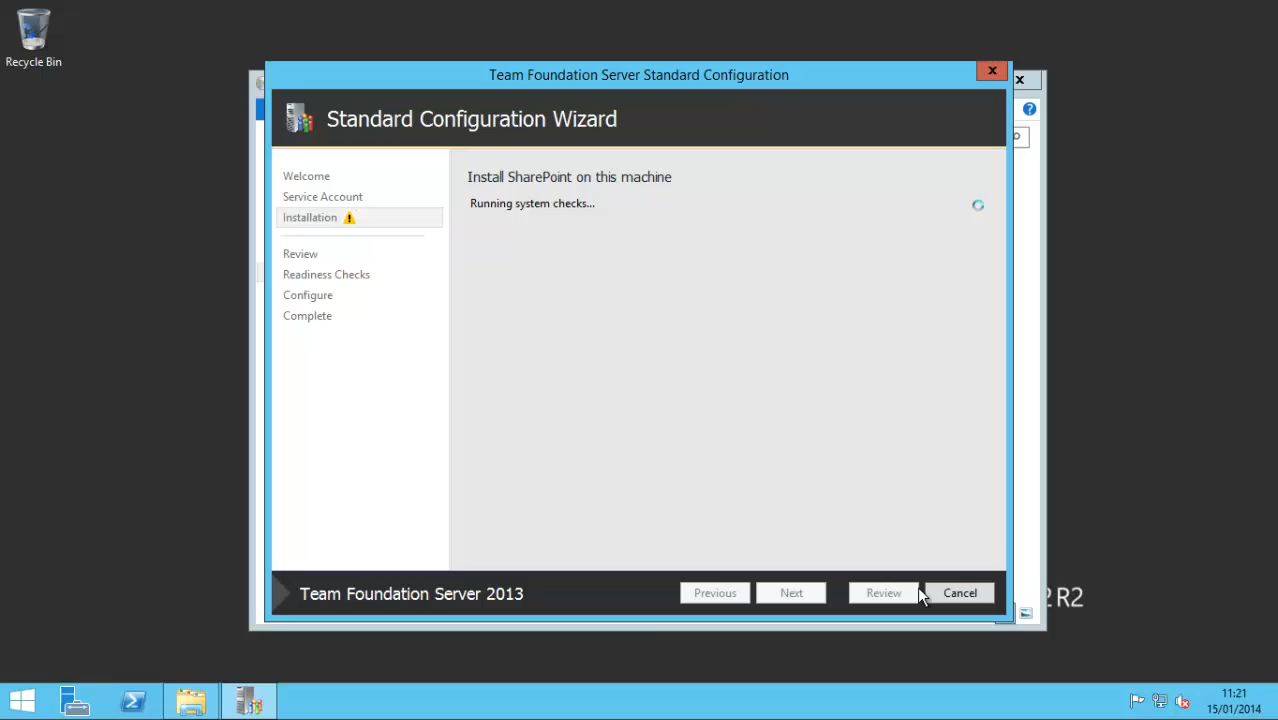 Recycle Bin
Team Foundation Server Standard Configuration
x
x
Standard Configuration Wizard
?
Welcome
Service Account
Installation
Review
Readiness Checks
Configure
Complete
Install SharePoint on this machine
Running system checks...
Team Foundation Server 2013
Previous
Next
Review
Cancel
2 R2
11:21
15/01/2014